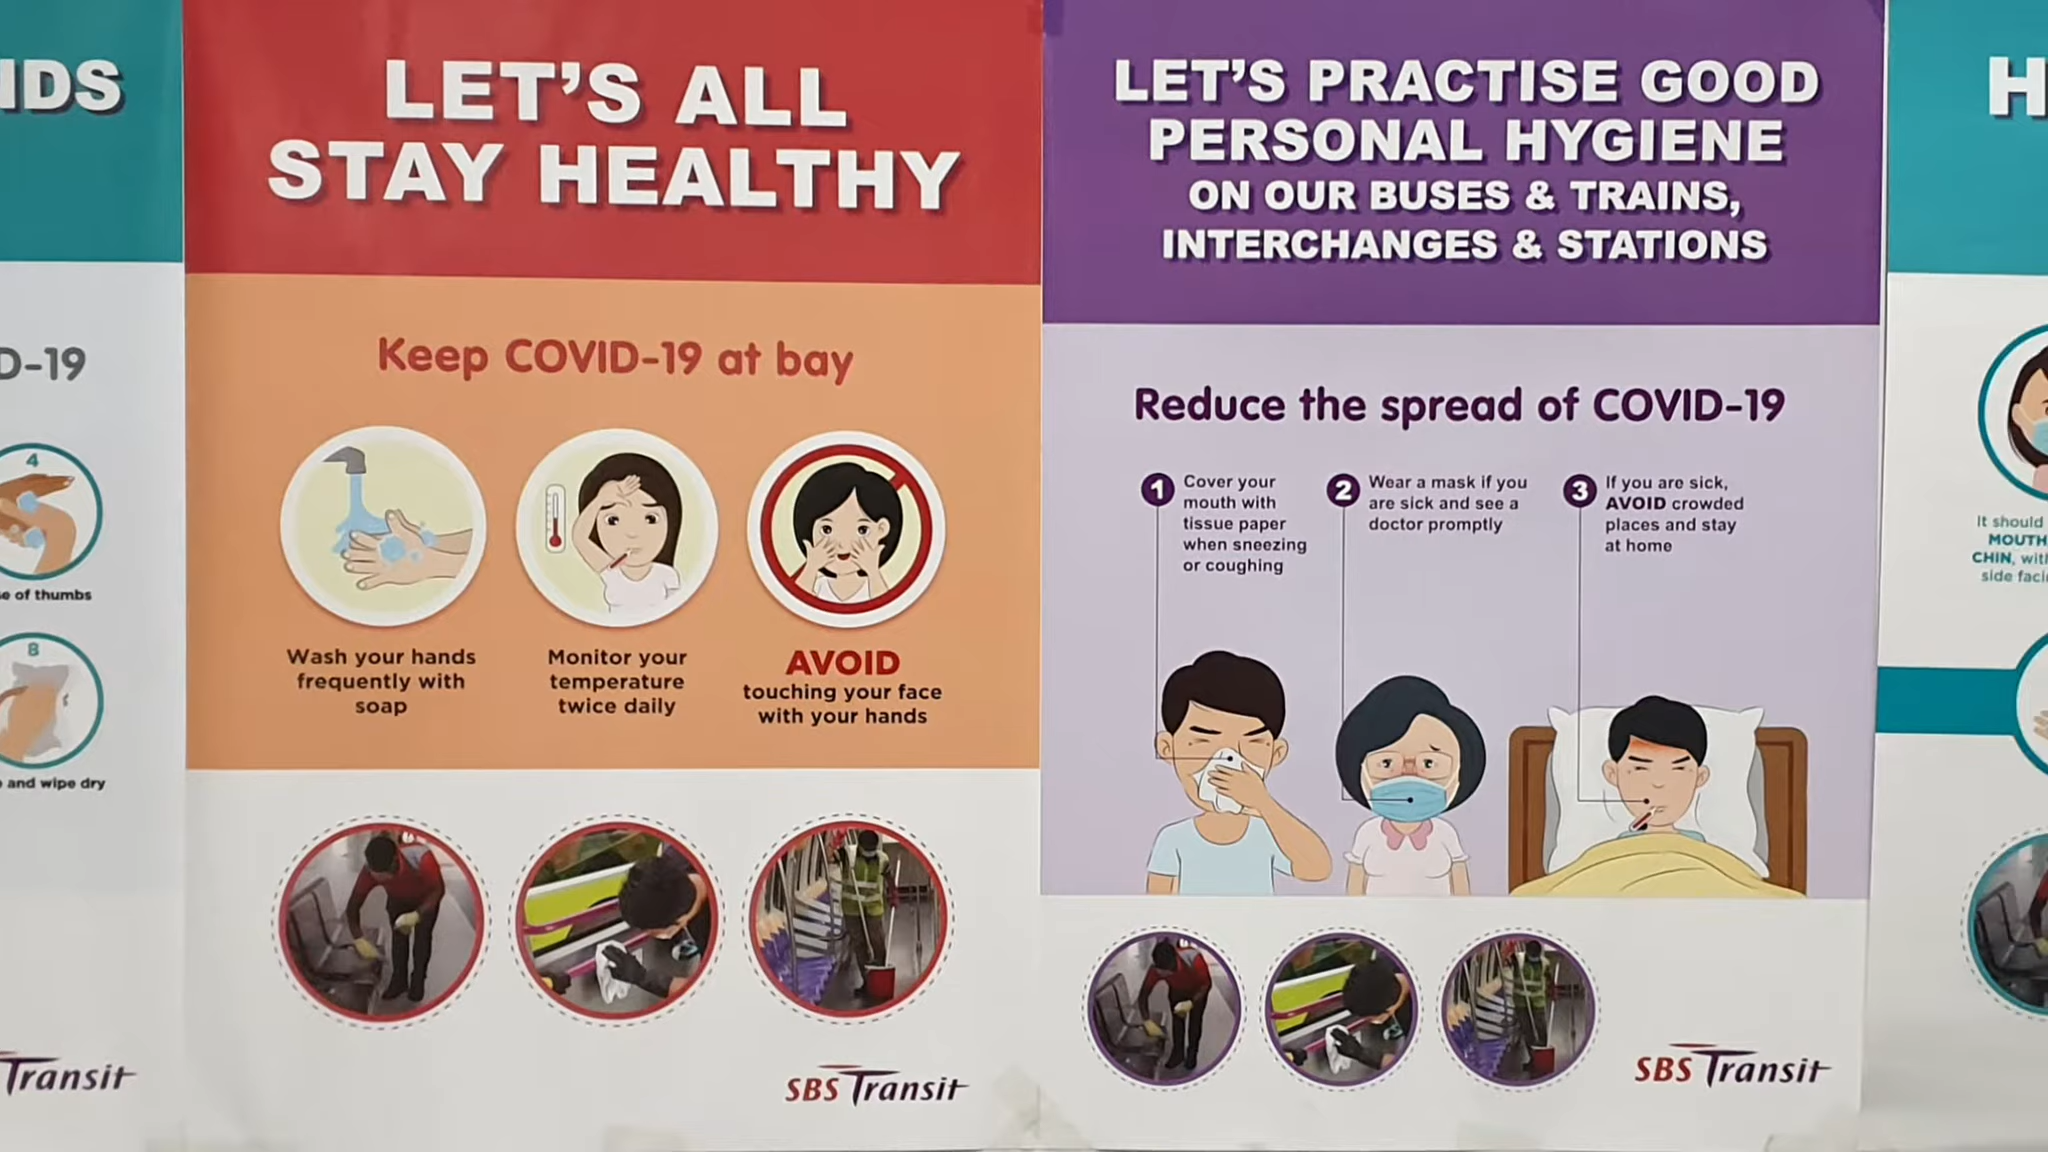 NDS
D-19
4
e of thumbs
8
and wipe dry
Transit
LET'S ALL
STAY HEALTHY
Keep COVID-19 at bay
Wash your hands
frequently with
soap
Monitor your
temperature
twice daily
AVOID
touching your face
with your hands
SBS Transit
LET'S PRACTISE GOOD
PERSONAL HYGIENE
ON OUR BUSES & TRAINS,
INTERCHANGES & STATIONS
Reduce the spread of COVID-19
1 Cover your
mouth with
tissue paper
when sneezing
or coughing
2 Wear a mask if you
are sick and see a
doctor promptly
3 If you are sick,
AVOID crowded
places and stay
at home
SBS Transit
H
It should
MOUTH
CHIN, wit
side faci